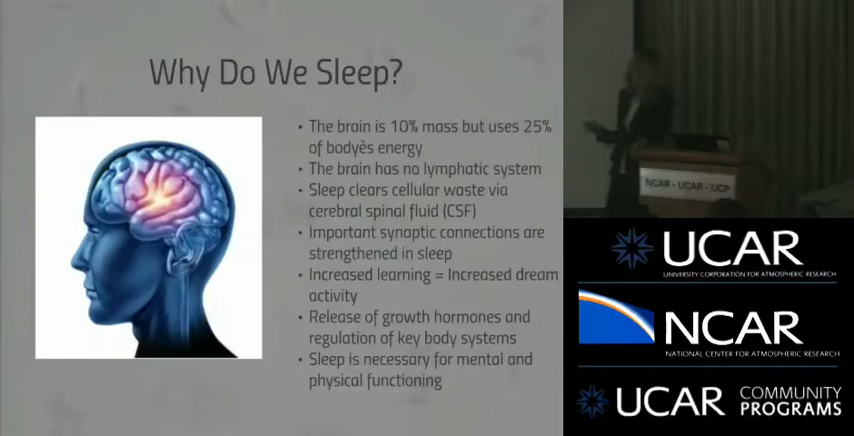 Why Do We Sleep?
• The brain is 10% mass but uses 25%
of bodyès energy
• The brain has no lymphatic system
• Sleep clears cellular waste via
cerebral spinal fluid (CSF)
• Important synaptic connections are
strengthened in sleep
• Increased learning = Increased dream
activity
• Release of growth hormones and
regulation of key body systems
• Sleep is necessary for mental and
physical functioning
NCAR - UCAR - UCP
UCAR
UNIVERSITY CORPORATION FOR ATMOSPHERIC RESEARCH
NCAR
NATIONAL CENTER FOR ATMOSPHERIC RESEARCH
UCAR COMMUNITY
PROGRAMS